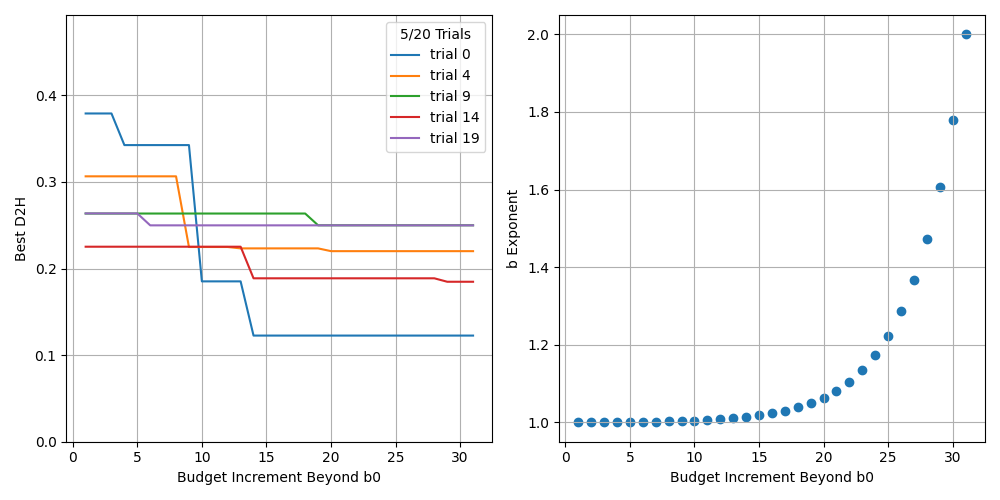 5/20 Trials
trial 0
trial 4
trial 9
trial 14
trial 19
Best D2H
0.4
0.3
0.2
0.1
0.0
0 5 10 15 20 25 30
Budget Increment Beyond b0
b Exponent
2.0
1.8
1.6
1.4
1.2
1.0
0 5 10 15 20 25 30
Budget Increment Beyond b0